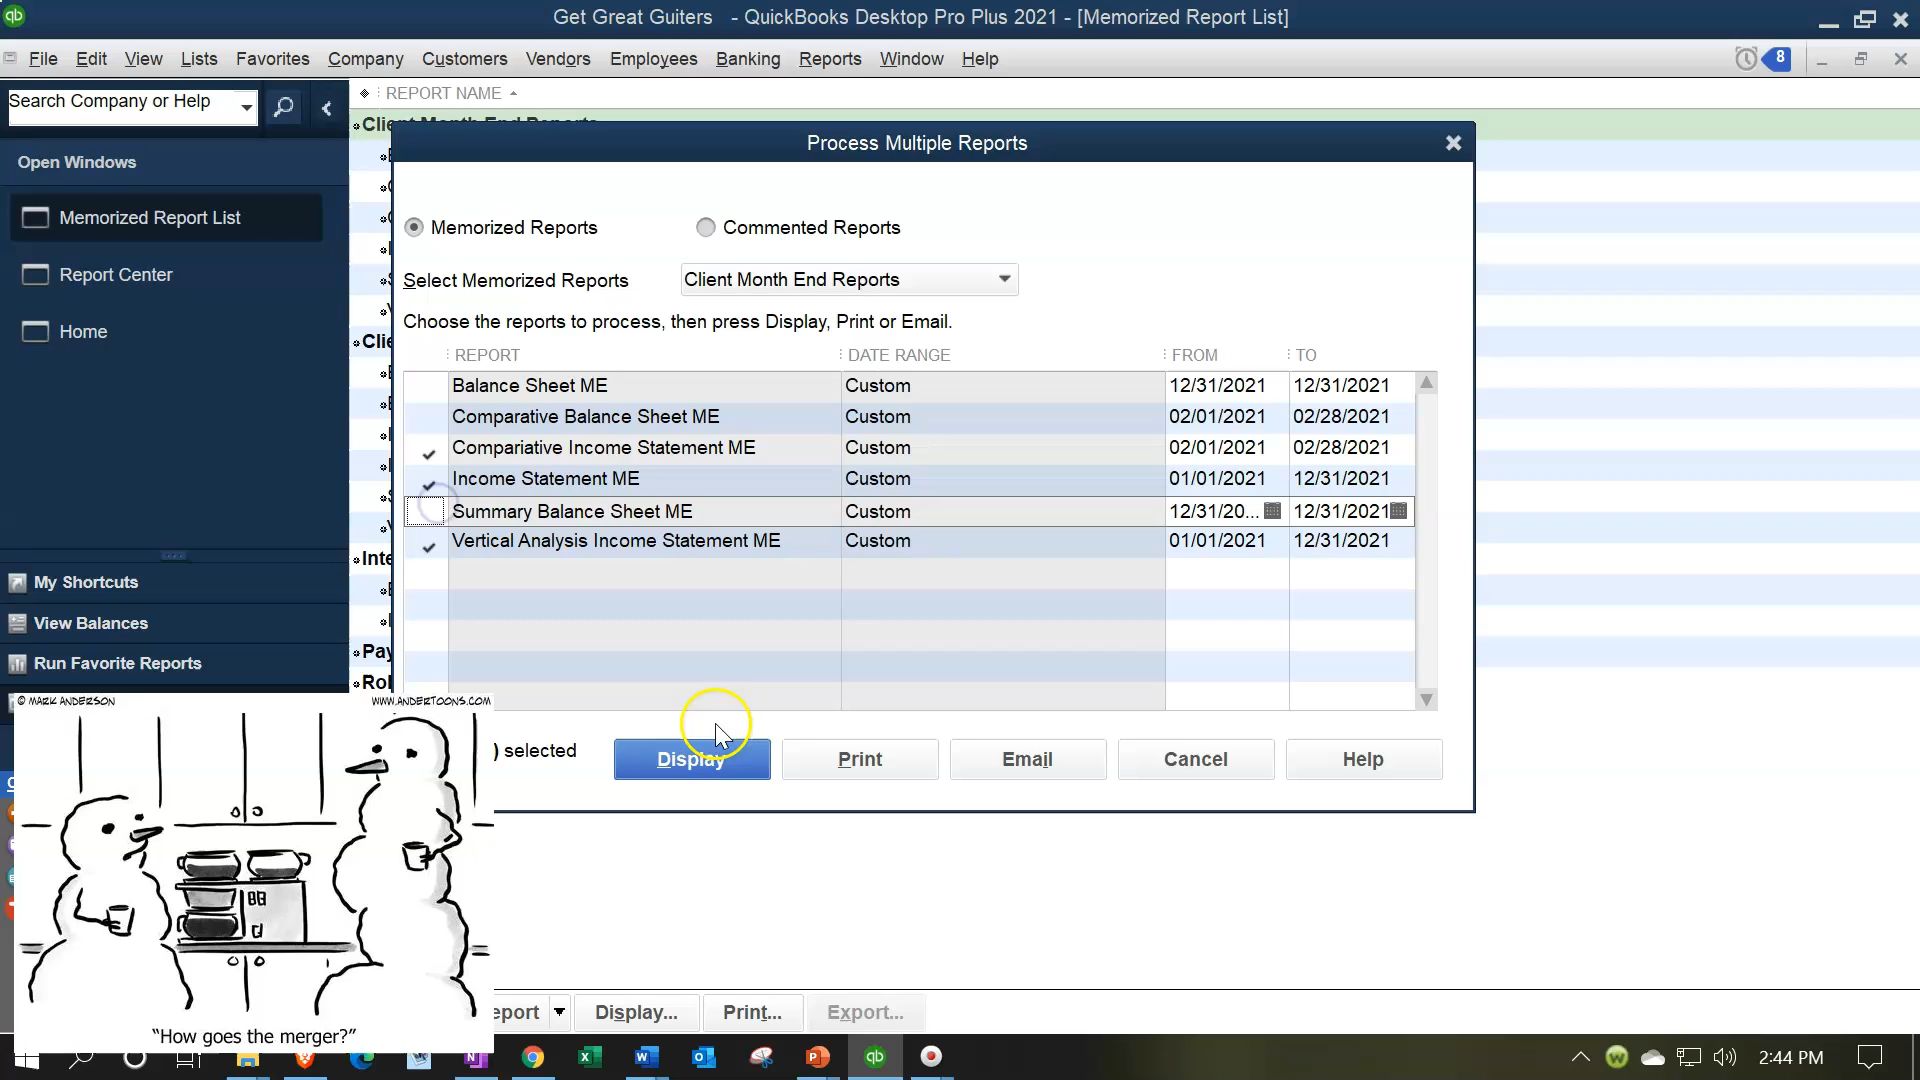 qb
Get Great Guiters - QuickBooks Desktop Pro Plus 2021 - [Memorized Report List]
File Edit View Lists Favorites Company Customers Vendors Employees Banking Reports Window Help
8
Search Company or Help
REPORT NAME
Open Windows
Memorized Report List
Report Center
Home
My Shortcuts
View Balances
Run Favorite Reports
Client Month End Reports
Process Multiple Reports
Memorized Reports
Commented Reports
Select Memorized Reports
Client Month End Reports
Choose the reports to process, then press Display, Print or Email.
REPORT DATE RANGE FROM TO
Balance Sheet ME Custom 12/31/2021 12/31/2021
Comparative Balance Sheet ME Custom 02/01/2021 02/28/2021
Compariative Income Statement ME Custom 02/01/2021 02/28/2021
Income Statement ME Custom 01/01/2021 12/31/2021
Summary Balance Sheet ME Custom 12/31/20... 12/31/2021
Vertical Analysis Income Statement ME Custom 01/01/2021 12/31/2021
) selected
Display
Print
Email
Cancel
Help
© MARK ANDERSON
WWW.ANDERTOONS.COM
“How goes the merger?”
eport
Display...
Print...
Export...
2:44 PM